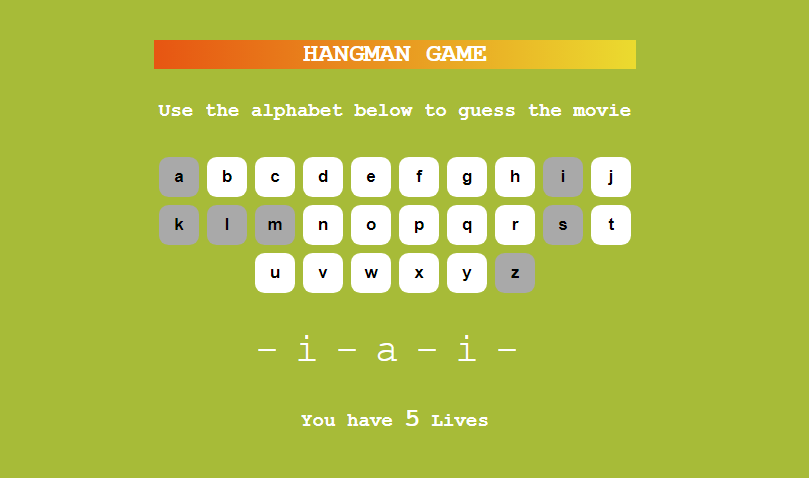 HANGMAN GAME
Use the alphabet below to guess the movie
a b c d e f g h i j
k l m n o p q r s t
u v w x y z
– i – a – i –
You have 5 Lives